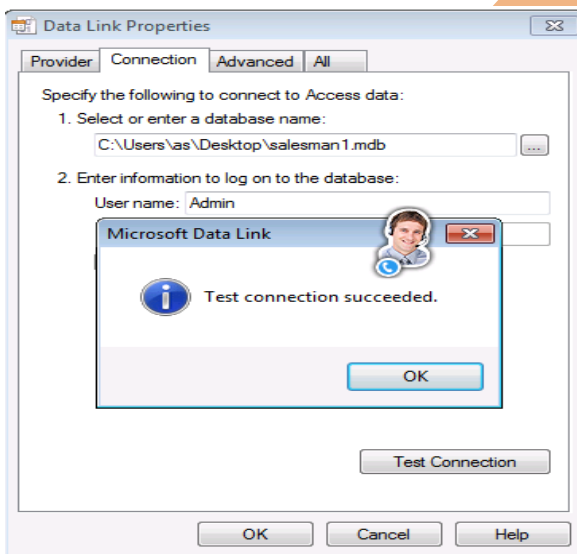 Data Link Properties
Provider Connection Advanced All
Specify the following to connect to Access data:
1. Select or enter a database name:
C:\Users\as\Desktop\salesman1.mdb ...
2. Enter information to log on to the database:
User name: Admin
Microsoft Data Link
Test connection succeeded.
OK
Test Connection
OK Cancel Help